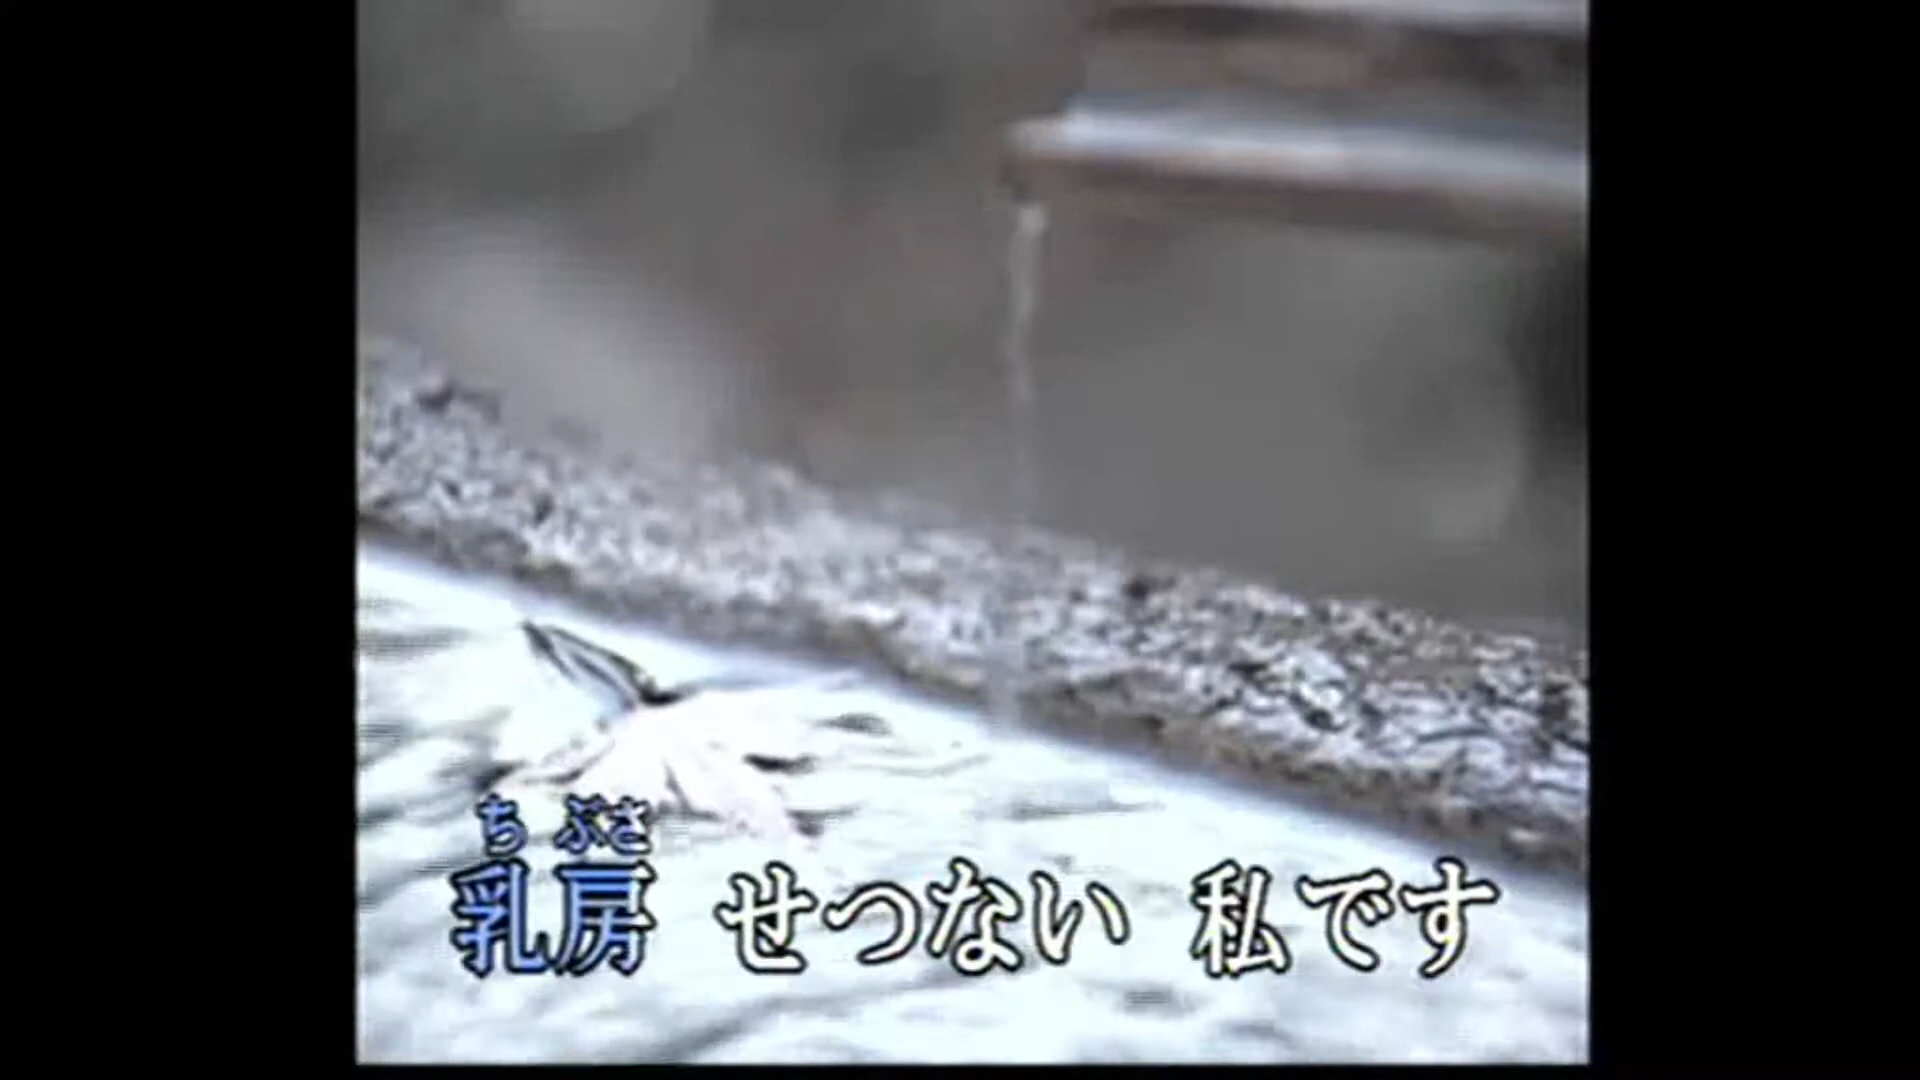 ち ぶさ
乳房 せつない 私です